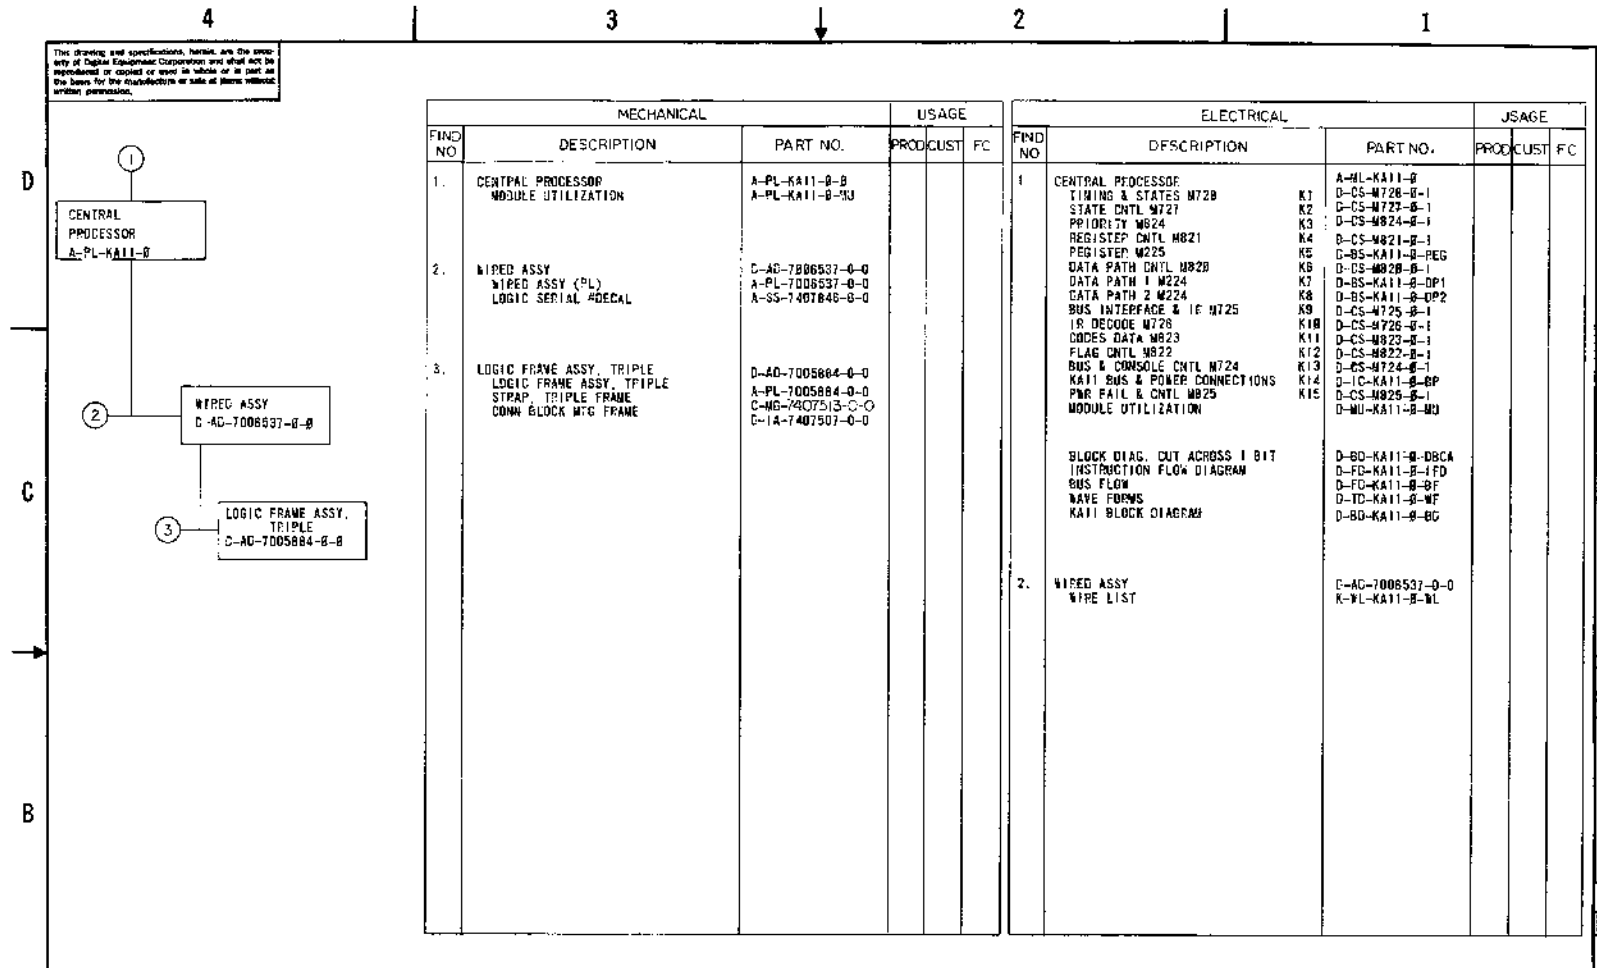 4 3 2 1
This drawing and specifications, herein, are the prop-
erty of Digital Equipment Corporation and shall not be
reproduced or copied or used in whole or in part as
the basis for the manufacture or sale of items without
written permission.
D
C
B
1
CENTRAL
PROCESSOR
A-PL-KA11-0
2
WIRED ASSY
C-AD-7006537-0-0
3
LOGIC FRAME ASSY,
TRIPLE
C-AD-7005884-0-0
MECHANICAL USAGE
FIND NO DESCRIPTION PART NO. PROD CUST FC
1. CENTRAL PROCESSOR A-PL-KA11-0-0
MODULE UTILIZATION A-PL-KA11-0-MU
2. WIRED ASSY C-AD-7006537-0-0
WIRED ASSY (PL) A-PL-7006537-0-0
LOGIC SERIAL #DECAL A-SS-7407846-0-0
3. LOGIC FRAME ASSY, TRIPLE D-AD-7005884-0-0
LOGIC FRAME ASSY, TRIPLE A-PL-7005884-0-0
STRAP, TRIPLE FRAME C-MG-7407513-0-0
CONN BLOCK MTG FRAME E-IA-7407507-0-0
ELECTRICAL USAGE
FIND NO DESCRIPTION PART NO. PROD CUST FC
1 CENTRAL PROCESSOR A-ML-KA11-0
TIMING & STATES M728 K1 D-CS-M728-0-1
STATE CNTL M727 K2 D-CS-M727-0-1
PRIORITY M824 K3 D-CS-M824-0-1
REGISTER CNTL M821 K4 D-CS-M821-0-1
REGISTER M225 K5 D-BS-KA11-0-REG
DATA PATH CNTL M820 K6 D-CS-M820-0-1
DATA PATH 1 M224 K7 D-BS-KA11-0-DP1
DATA PATH 2 M224 K8 D-BS-KA11-0-DP2
BUS INTERFACE & IR M725 K9 D-CS-M725-0-1
IR DECODE M726 K10 D-CS-M726-0-1
CODES DATA M823 K11 D-CS-M823-0-1
FLAG CNTL M822 K12 D-CS-M822-0-1
BUS & CONSOLE CNTL M724 K13 D-CS-M724-0-1
KA11 BUS & POWER CONNECTIONS K14 D-IC-KA11-0-BP
PWR FAIL & CNTL M825 K15 D-CS-M825-0-1
MODULE UTILIZATION D-MU-KA11-0-MU
BLOCK DIAG. CUT ACROSS 1 BIT D-BD-KA11-0-DBCA
INSTRUCTION FLOW DIAGRAM D-FD-KA11-0-IFD
BUS FLOW D-FD-KA11-0-BF
WAVE FORMS D-TD-KA11-0-WF
KA11 BLOCK DIAGRAM D-BD-KA11-0-BD
2. WIRED ASSY C-AD-7006537-0-0
WIRE LIST K-WL-KA11-0-WL